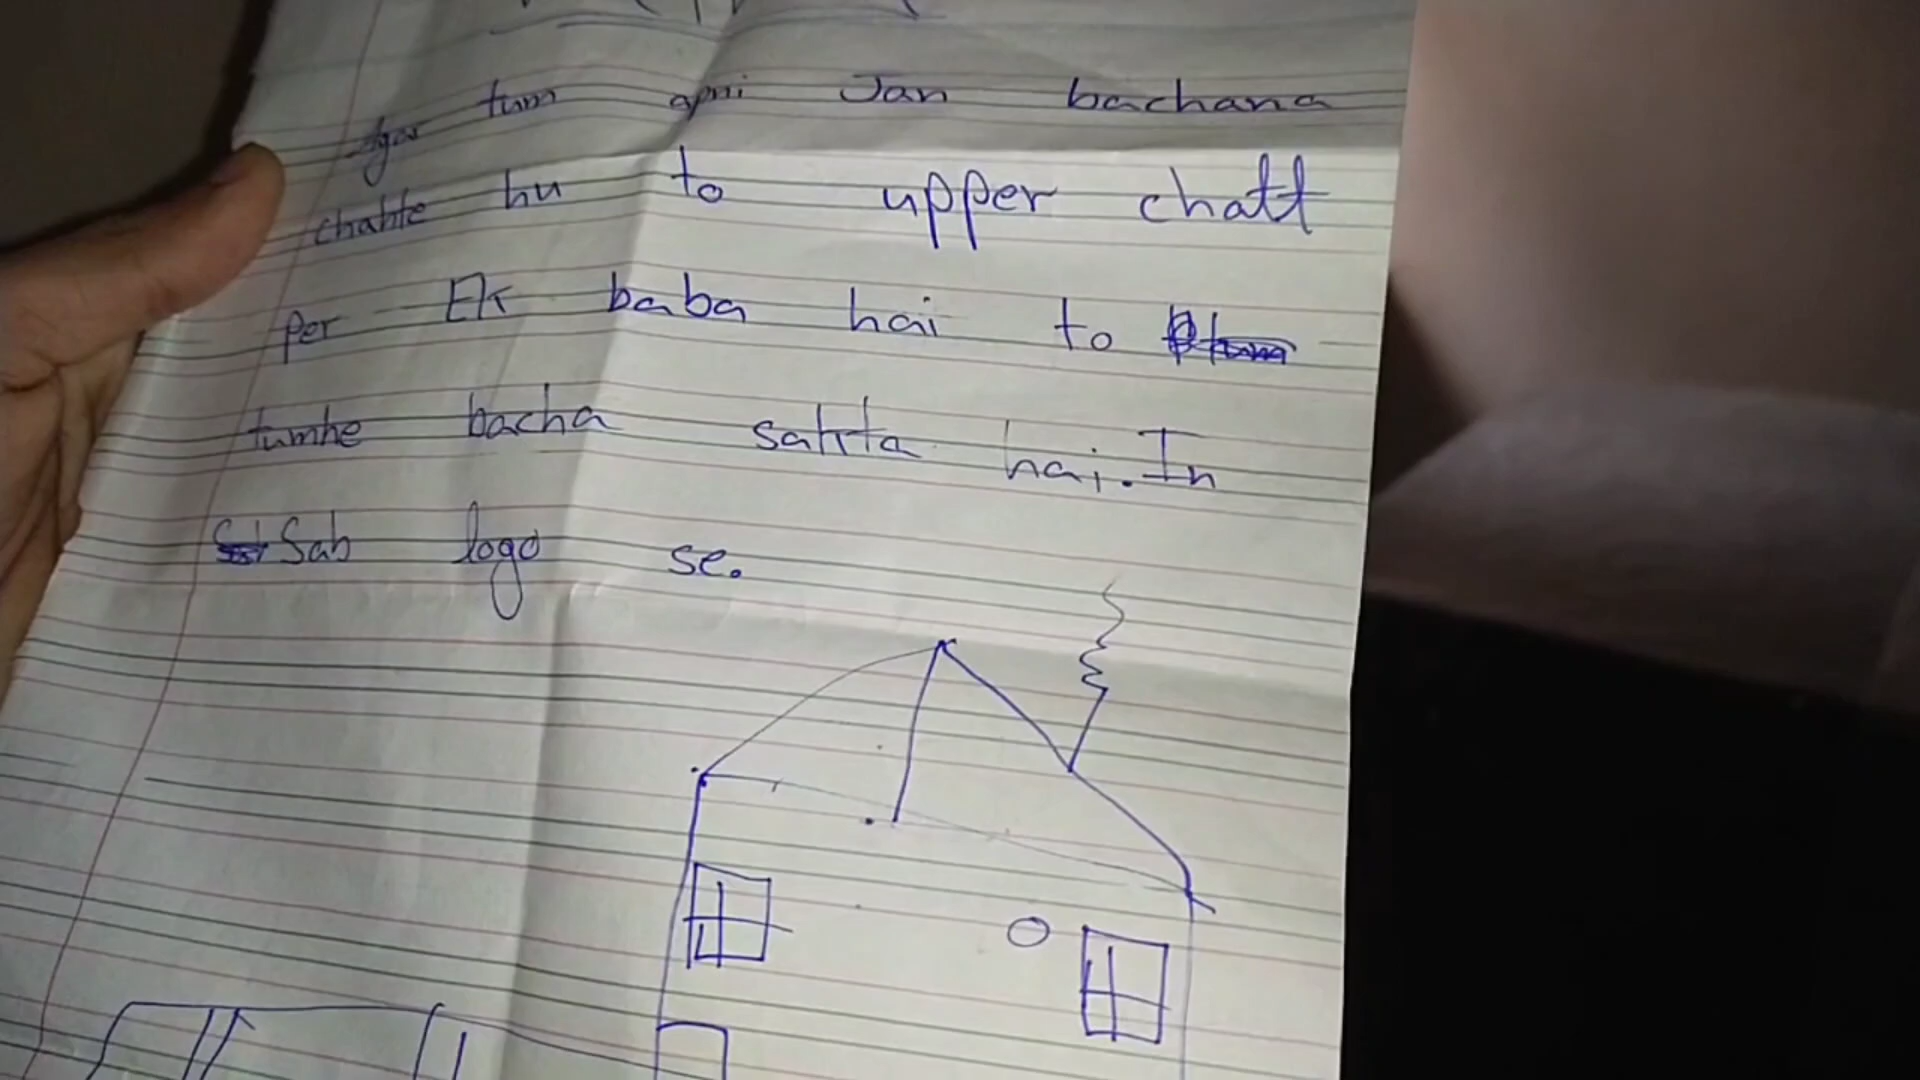 Agar tum apni Jan bachana
chahte hu to upper chatt
per Ek baba hai to
tumhe bacha sakta hai. In
Sab logo se.